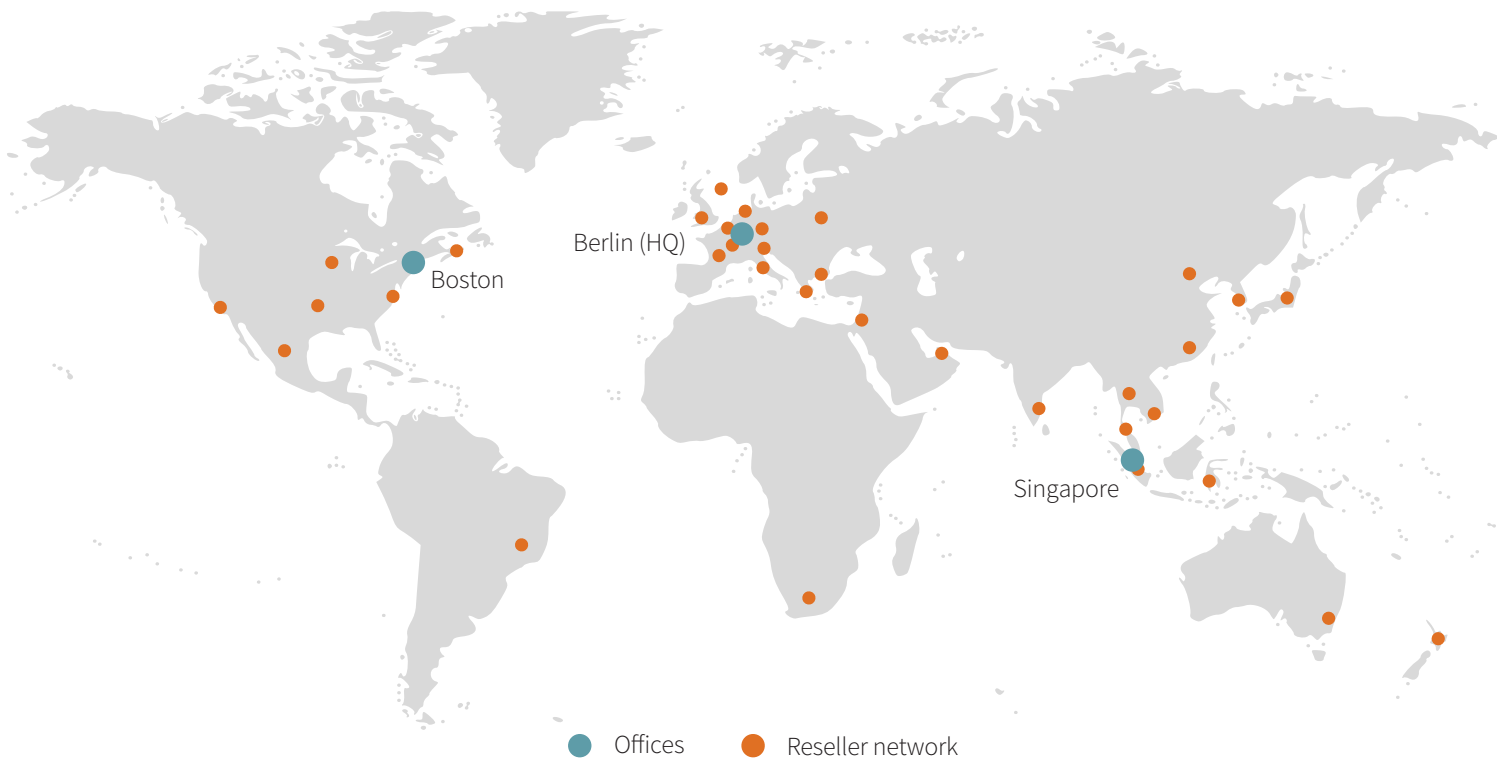 Berlin (HQ)
Boston
Singapore
Offices
Reseller network